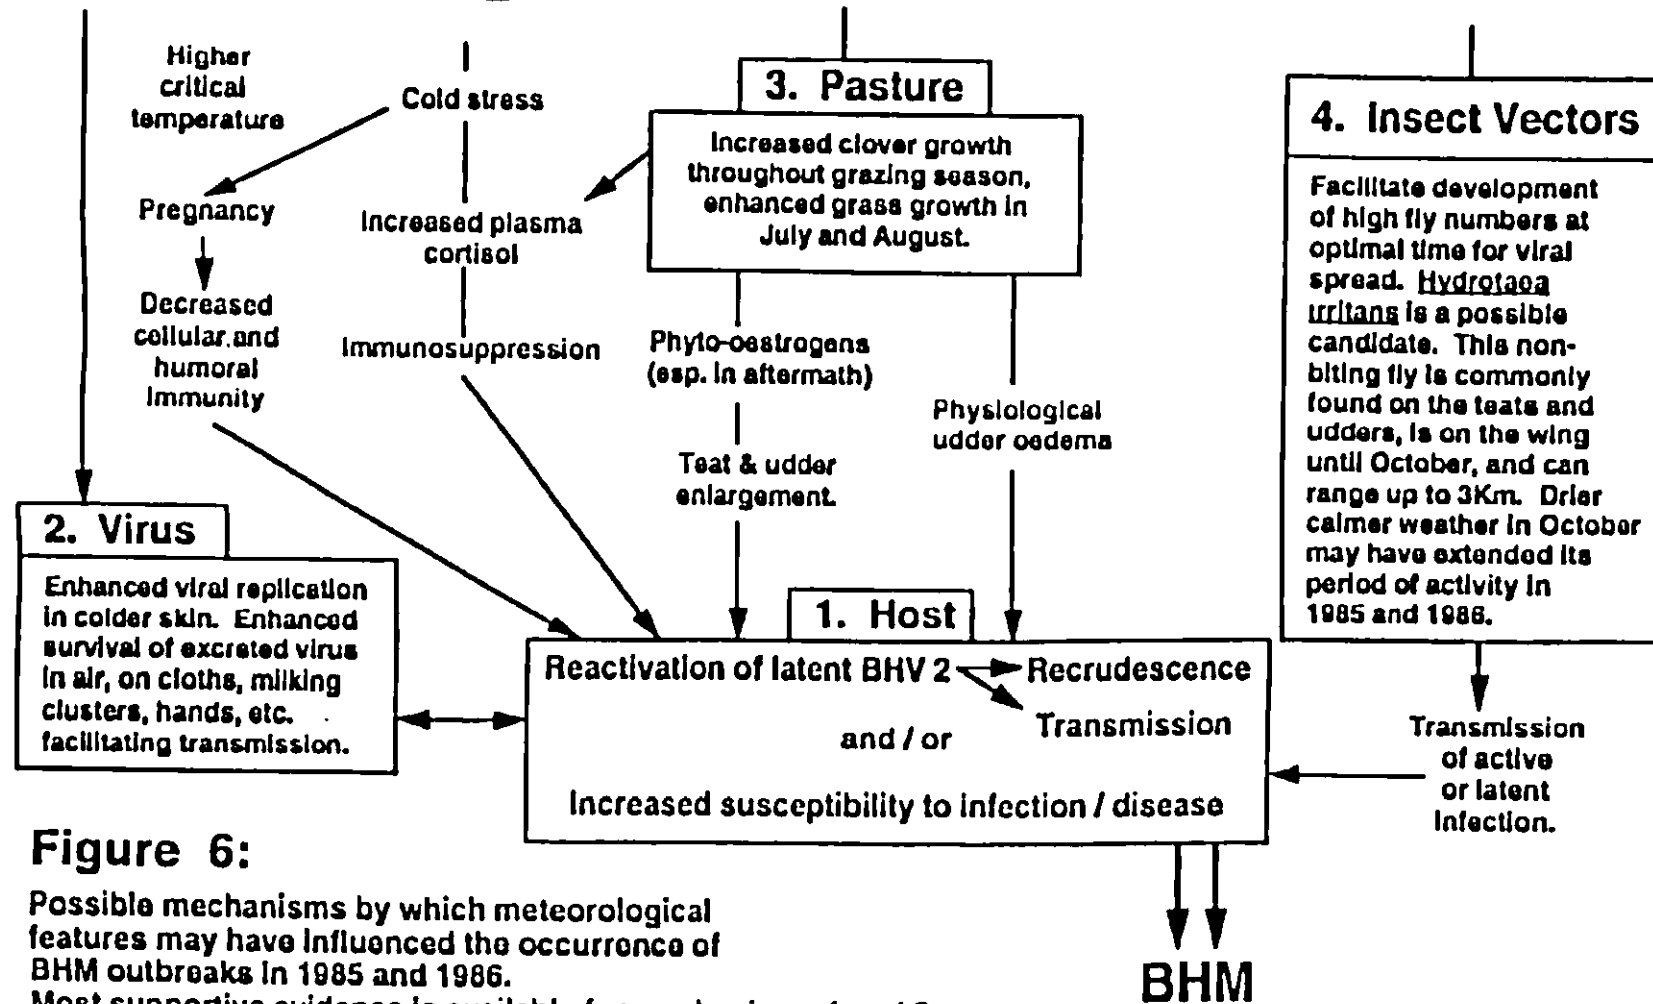 Higher
critical
temperature
Cold stress
Pregnancy
Decreased
cellular.and
humoral
immunity
Increased plasma
cortisol
Immunosuppression
3. Pasture
Increased clover growth
throughout grazing season,
enhanced grass growth in
July and August.
Phyto-oestrogens
(esp. in aftermath)
Teat & udder
enlargement.
Physiological
udder oedema
4. Insect Vectors
Facilitate development
of high fly numbers at
optimal time for viral
spread. Hydrotaea
irritans is a possible
candidate. This non-
biting fly is commonly
found on the teats and
udders, is on the wing
until October, and can
range up to 3Km. Drier
calmer weather in October
may have extended its
period of activity in
1985 and 1986.
Transmission
of active
or latent
infection.
2. Virus
Enhanced viral replication
in colder skin. Enhanced
survival of excreted virus
in air, on cloths, milking
clusters, hands, etc.
facilitating transmission.
1. Host
Reactivation of latent BHV 2 Recrudescence
Transmission
and / or
Increased susceptibility to infection / disease
BHM
Figure 6:
Possible mechanisms by which meteorological
features may have influenced the occurrence of
BHM outbreaks in 1985 and 1986.
Most supportive evidence is available for